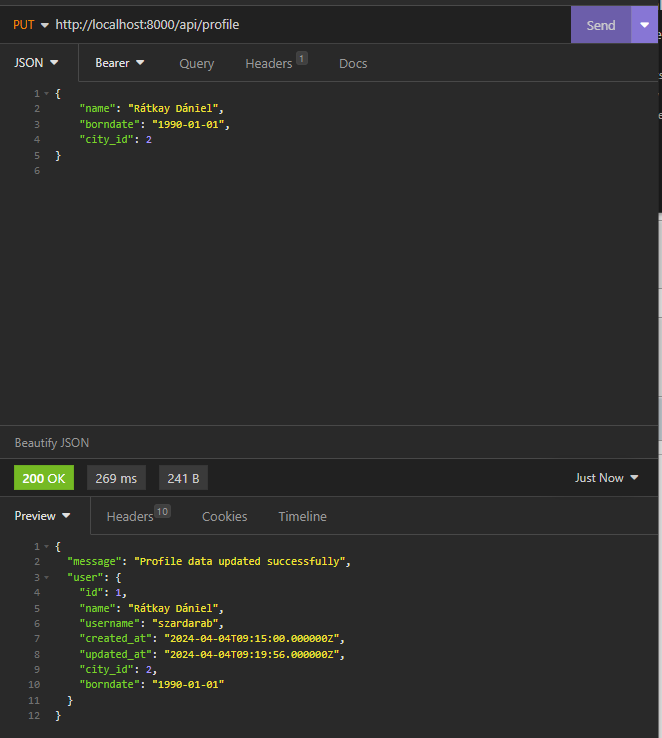 PUT http://localhost:8000/api/profile Send
JSON Bearer Query Headers 1 Docs
1 {
2 "name": "Rátkay Dániel",
3 "borndate": "1990-01-01",
4 "city_id": 2
5 }
6
Beautify JSON
200 OK 269 ms 241 B Just Now
Preview Headers 10 Cookies Timeline
1 {
2 "message": "Profile data updated successfully",
3 "user": {
4 "id": 1,
5 "name": "Rátkay Dániel",
6 "username": "szardarab",
7 "created_at": "2024-04-04T09:15:00.000000Z",
8 "updated_at": "2024-04-04T09:19:56.000000Z",
9 "city_id": 2,
10 "borndate": "1990-01-01"
11 }
12 }